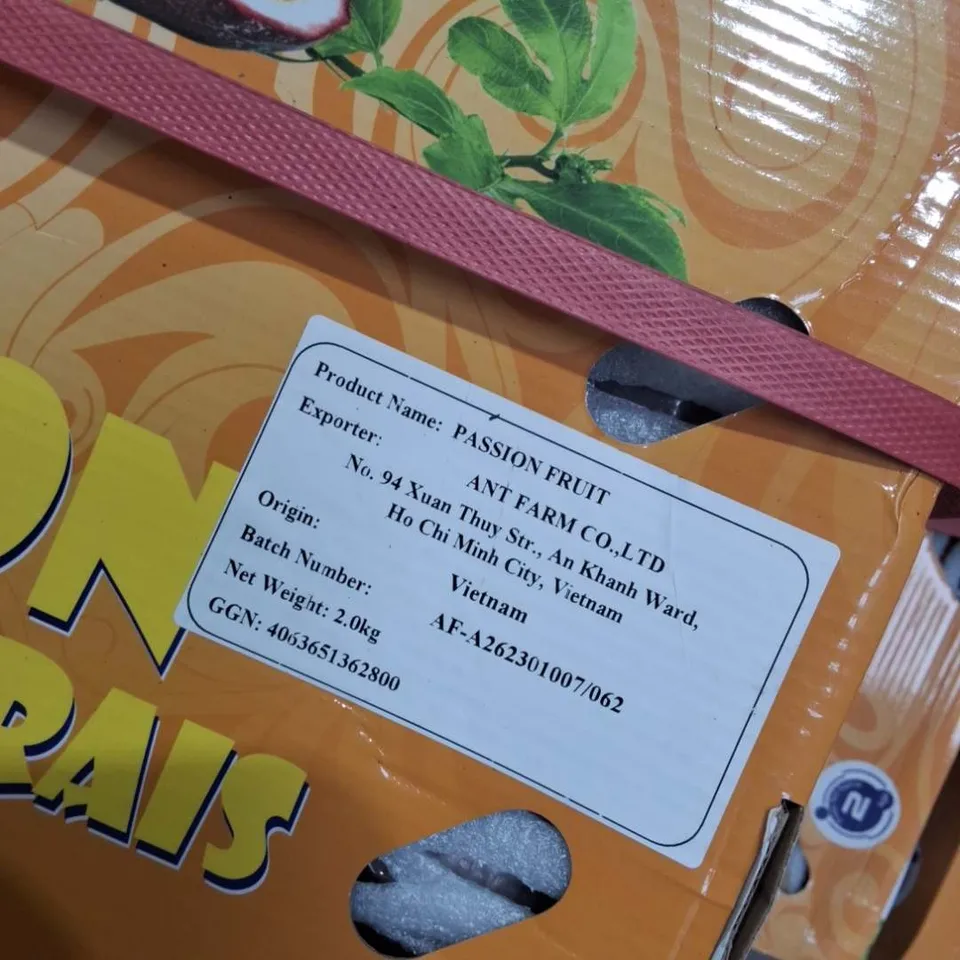 Product Name: PASSION FRUIT
Exporter: ANT FARM CO.,LTD
No. 94 Xuan Thuy Str., An Khanh Ward,
Ho Chi Minh City, Vietnam
Origin: Vietnam
Batch Number: AF-A262301007/062
Net Weight: 2.0kg
GGN: 4063651362800
ON
RAIS